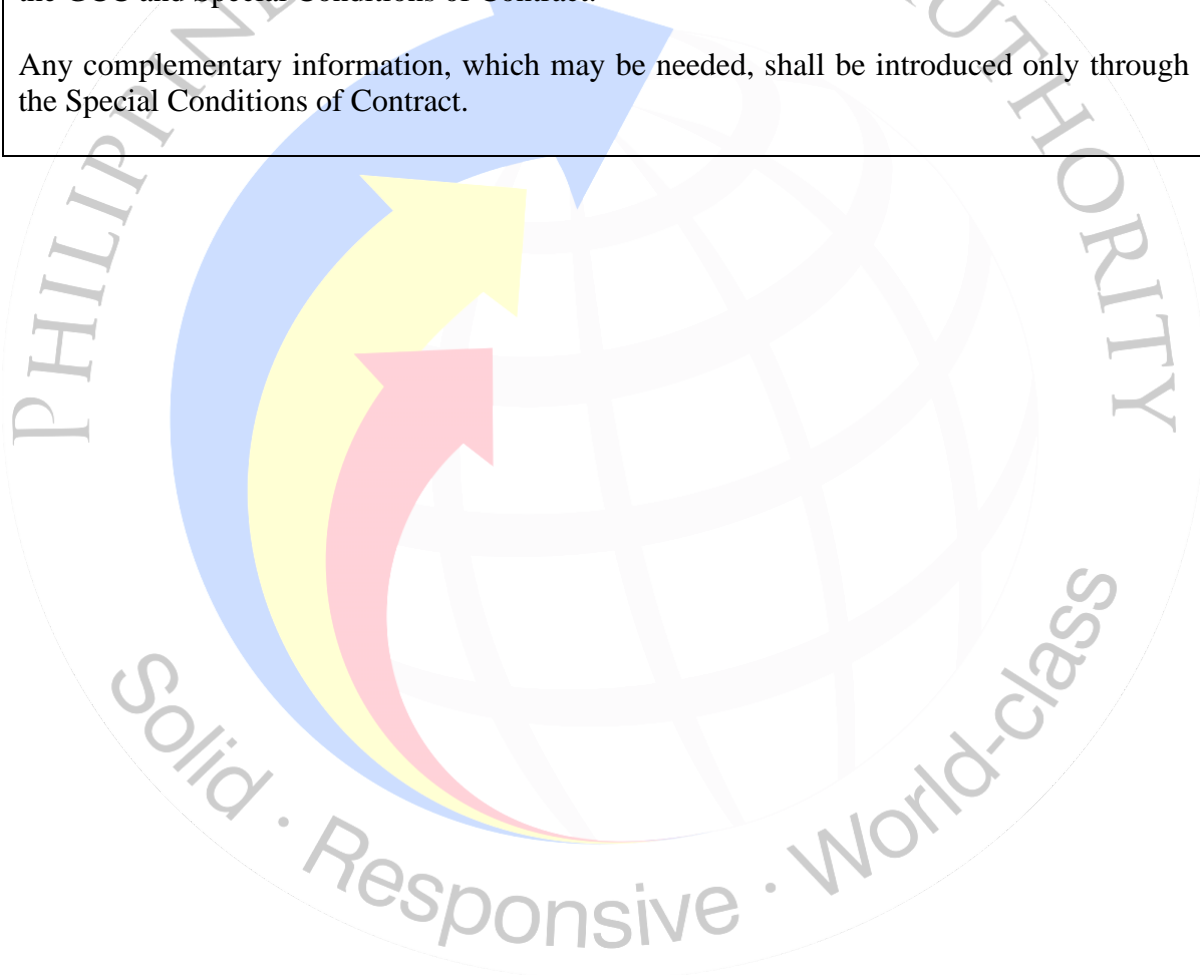 the GCC and Special Conditions of Contract.
Any complementary information, which may be needed, shall be introduced only through
the Special Conditions of Contract.
PHILIPPINE
UTHORITY
Solid · Responsive · World-class